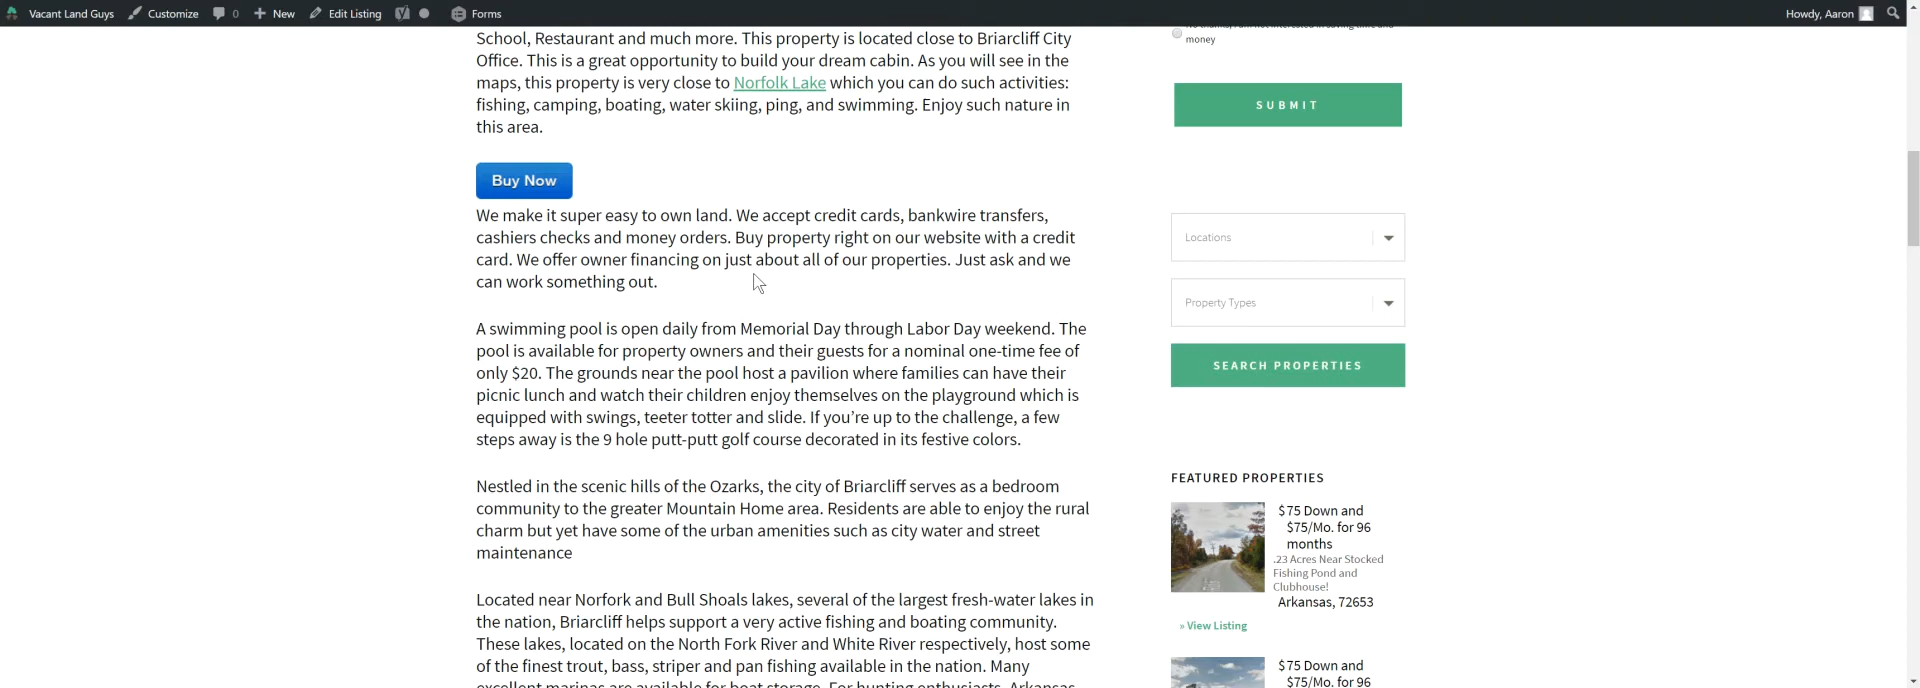 Vacant Land Guys Customize 0 New Edit Listing Forms Howdy, Aaron
School, Restaurant and much more. This property is located close to Briarcliff City
Office. This is a great opportunity to build your dream cabin. As you will see in the
maps, this property is very close to Norfolk Lake which you can do such activities:
fishing, camping, boating, water skiing, ping, and swimming. Enjoy such nature in
this area.
Buy Now
We make it super easy to own land. We accept credit cards, bankwire transfers,
cashiers checks and money orders. Buy property right on our website with a credit
card. We offer owner financing on just about all of our properties. Just ask and we
can work something out.
A swimming pool is open daily from Memorial Day through Labor Day weekend. The
pool is available for property owners and their guests for a nominal one-time fee of
only $20. The grounds near the pool host a pavilion where families can have their
picnic lunch and watch their children enjoy themselves on the playground which is
equipped with swings, teeter totter and slide. If you’re up to the challenge, a few
steps away is the 9 hole putt-putt golf course decorated in its festive colors.
Nestled in the scenic hills of the Ozarks, the city of Briarcliff serves as a bedroom
community to the greater Mountain Home area. Residents are able to enjoy the rural
charm but yet have some of the urban amenities such as city water and street
maintenance
Located near Norfork and Bull Shoals lakes, several of the largest fresh-water lakes in
the nation, Briarcliff helps support a very active fishing and boating community.
These lakes, located on the North Fork River and White River respectively, host some
of the finest trout, bass, striper and pan fishing available in the nation. Many
excellent marinas are available for boat storage. For hunting enthusiasts, Arkansas
money
SUBMIT
Locations
Property Types
SEARCH PROPERTIES
FEATURED PROPERTIES
$75 Down and
$75/Mo. for 96
months
.23 Acres Near Stocked
Fishing Pond and
Clubhouse!
Arkansas, 72653
» View Listing
$75 Down and
$75/Mo. for 96